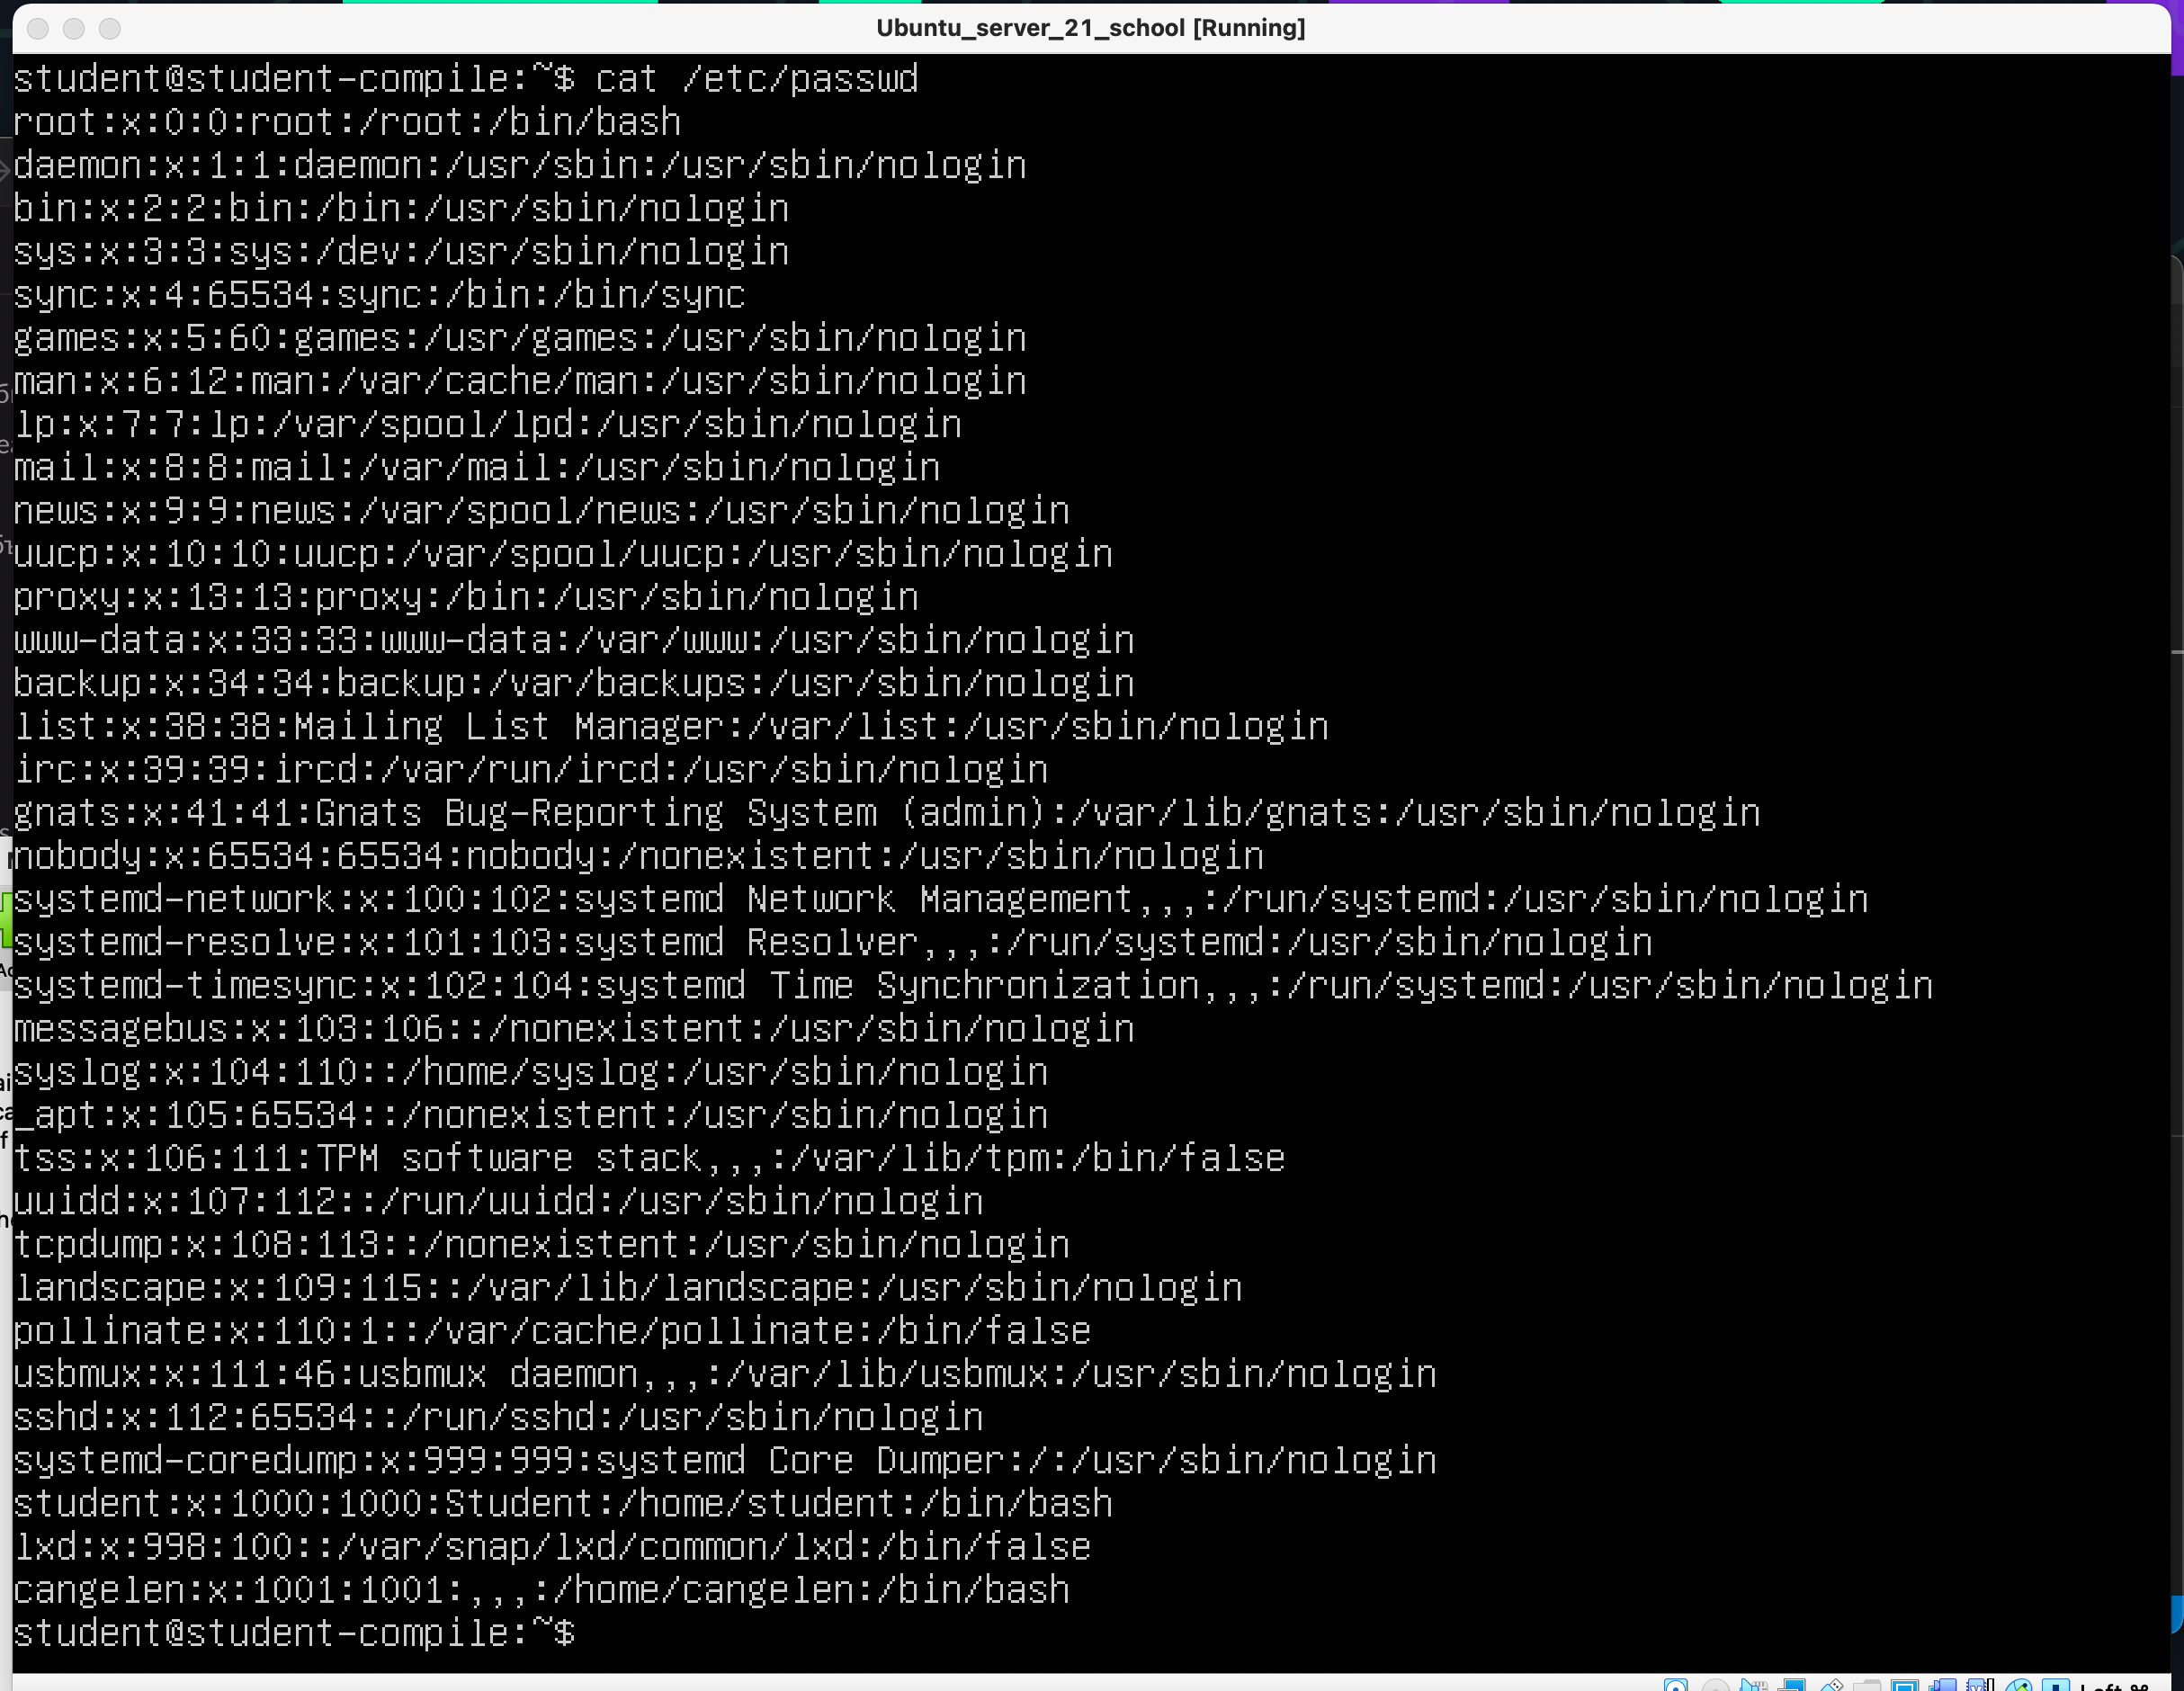 Ubuntu_server_21_school [Running]
student@student-compile:~$ cat /etc/passwd
root:x:0:0:root:/root:/bin/bash
daemon:x:1:1:daemon:/usr/sbin:/usr/sbin/nologin
bin:x:2:2:bin:/bin:/usr/sbin/nologin
sys:x:3:3:sys:/dev:/usr/sbin/nologin
sync:x:4:65534:sync:/bin:/bin/sync
games:x:5:60:games:/usr/games:/usr/sbin/nologin
man:x:6:12:man:/var/cache/man:/usr/sbin/nologin
lp:x:7:7:lp:/var/spool/lpd:/usr/sbin/nologin
mail:x:8:8:mail:/var/mail:/usr/sbin/nologin
news:x:9:9:news:/var/spool/news:/usr/sbin/nologin
uucp:x:10:10:uucp:/var/spool/uucp:/usr/sbin/nologin
proxy:x:13:13:proxy:/bin:/usr/sbin/nologin
www-data:x:33:33:www-data:/var/www:/usr/sbin/nologin
backup:x:34:34:backup:/var/backups:/usr/sbin/nologin
list:x:38:38:Mailing List Manager:/var/list:/usr/sbin/nologin
irc:x:39:39:ircd:/var/run/ircd:/usr/sbin/nologin
gnats:x:41:41:Gnats Bug-Reporting System (admin):/var/lib/gnats:/usr/sbin/nologin
nobody:x:65534:65534:nobody:/nonexistent:/usr/sbin/nologin
systemd-network:x:100:102:systemd Network Management,,,:/run/systemd:/usr/sbin/nologin
systemd-resolve:x:101:103:systemd Resolver,,,:/run/systemd:/usr/sbin/nologin
systemd-timesync:x:102:104:systemd Time Synchronization,,,:/run/systemd:/usr/sbin/nologin
messagebus:x:103:106::/nonexistent:/usr/sbin/nologin
syslog:x:104:110::/home/syslog:/usr/sbin/nologin
_apt:x:105:65534::/nonexistent:/usr/sbin/nologin
tss:x:106:111:TPM software stack,,,:/var/lib/tpm:/bin/false
uuidd:x:107:112::/run/uuidd:/usr/sbin/nologin
tcpdump:x:108:113::/nonexistent:/usr/sbin/nologin
landscape:x:109:115::/var/lib/landscape:/usr/sbin/nologin
pollinate:x:110:1::/var/cache/pollinate:/bin/false
usbmux:x:111:46:usbmux daemon,,,:/var/lib/usbmux:/usr/sbin/nologin
sshd:x:112:65534::/run/sshd:/usr/sbin/nologin
systemd-coredump:x:999:999:systemd Core Dumper:/:/usr/sbin/nologin
student:x:1000:1000:Student:/home/student:/bin/bash
lxd:x:998:100::/var/snap/lxd/common/lxd:/bin/false
cangelen:x:1001:1001:,,,:/home/cangelen:/bin/bash
student@student-compile:~$
Left ⌘